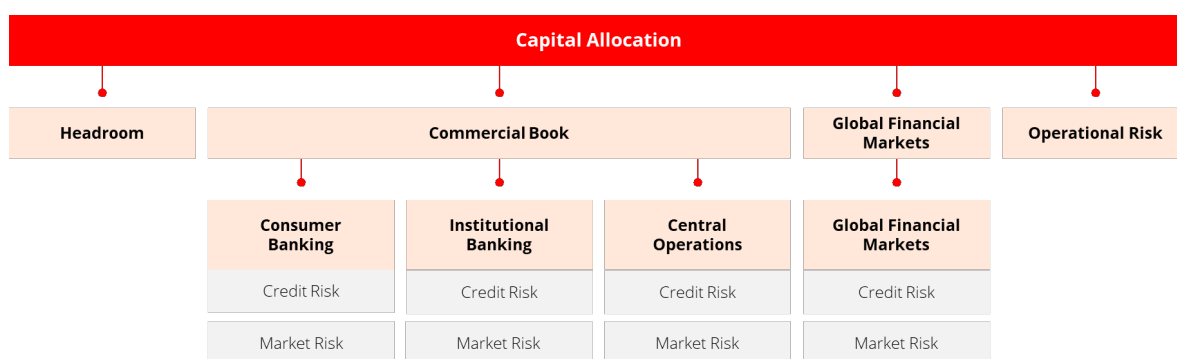 Capital Allocation
Headroom
Commercial Book
Global Financial
Markets
Operational Risk
Consumer
Banking
Institutional
Banking
Central
Operations
Global Financial
Markets
Credit Risk
Credit Risk
Credit Risk
Credit Risk
Market Risk
Market Risk
Market Risk
Market Risk